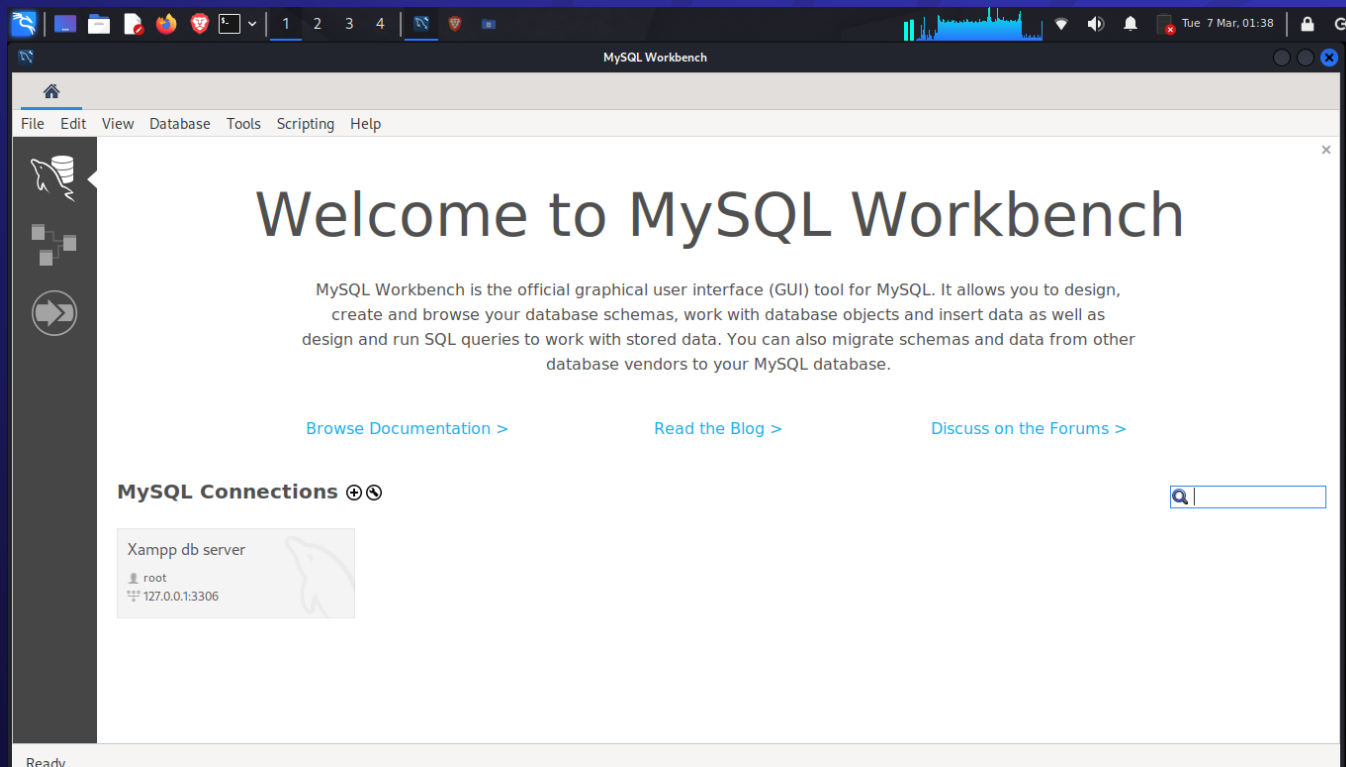 1 2 3 4 Tue 7 Mar, 01:38
MySQL Workbench
File Edit View Database Tools Scripting Help
Welcome to MySQL Workbench
MySQL Workbench is the official graphical user interface (GUI) tool for MySQL. It allows you to design,
create and browse your database schemas, work with database objects and insert data as well as
design and run SQL queries to work with stored data. You can also migrate schemas and data from other
database vendors to your MySQL database.
Browse Documentation > Read the Blog > Discuss on the Forums >
MySQL Connections
Xampp db server
root
127.0.0.1:3306
Ready